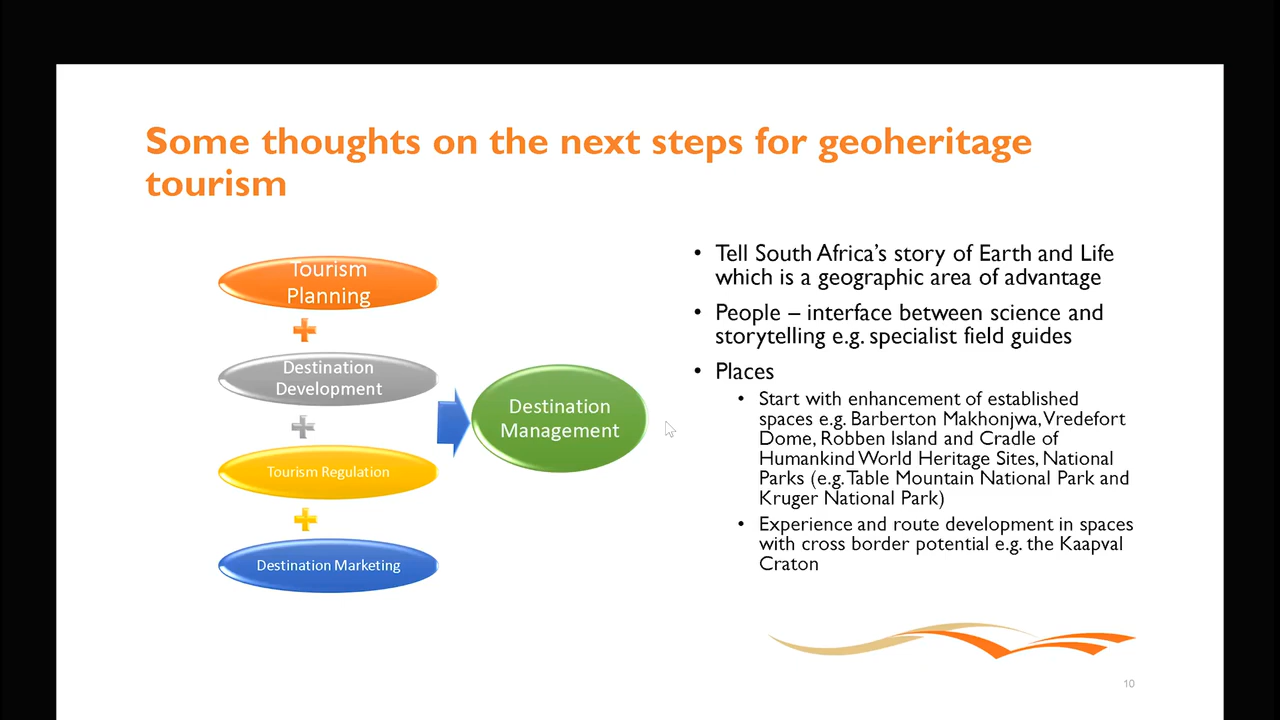 Some thoughts on the next steps for geoheritage
tourism
Tourism
Planning
Destination
Development
Tourism Regulation
Destination Marketing
Destination
Management
• Tell South Africa's story of Earth and Life
which is a geographic area of advantage
• People – interface between science and
storytelling e.g. specialist field guides
• Places
• Start with enhancement of established
spaces e.g. Barberton Makhonjwa, Vredefort
Dome, Robben Island and Cradle of
Humankind World Heritage Sites, National
Parks (e.g. Table Mountain National Park and
Kruger National Park)
• Experience and route development in spaces
with cross border potential e.g. the Kaapval
Craton
10